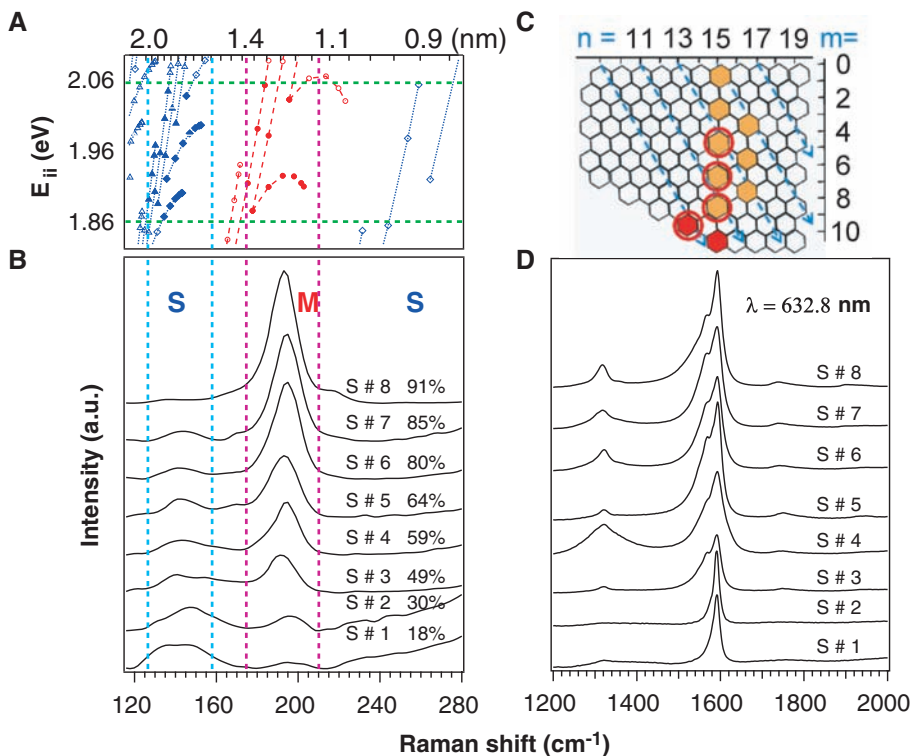 A
2.0 1.4 1.1 0.9 (nm)
2.06
1.96
1.86
E_ii (eV)
B
S M S
S # 8 91%
S # 7 85%
S # 6 80%
S # 5 64%
S # 4 59%
S # 3 49%
S # 2 30%
S # 1 18%
Intensity (a.u.)
120 160 200 240 280
C
n = 11 13 15 17 19 m=
0
2
4
6
8
10
D
λ = 632.8 nm
S # 8
S # 7
S # 6
S # 5
S # 4
S # 3
S # 2
S # 1
1200 1400 1600 1800 2000
Raman shift (cm⁻¹)